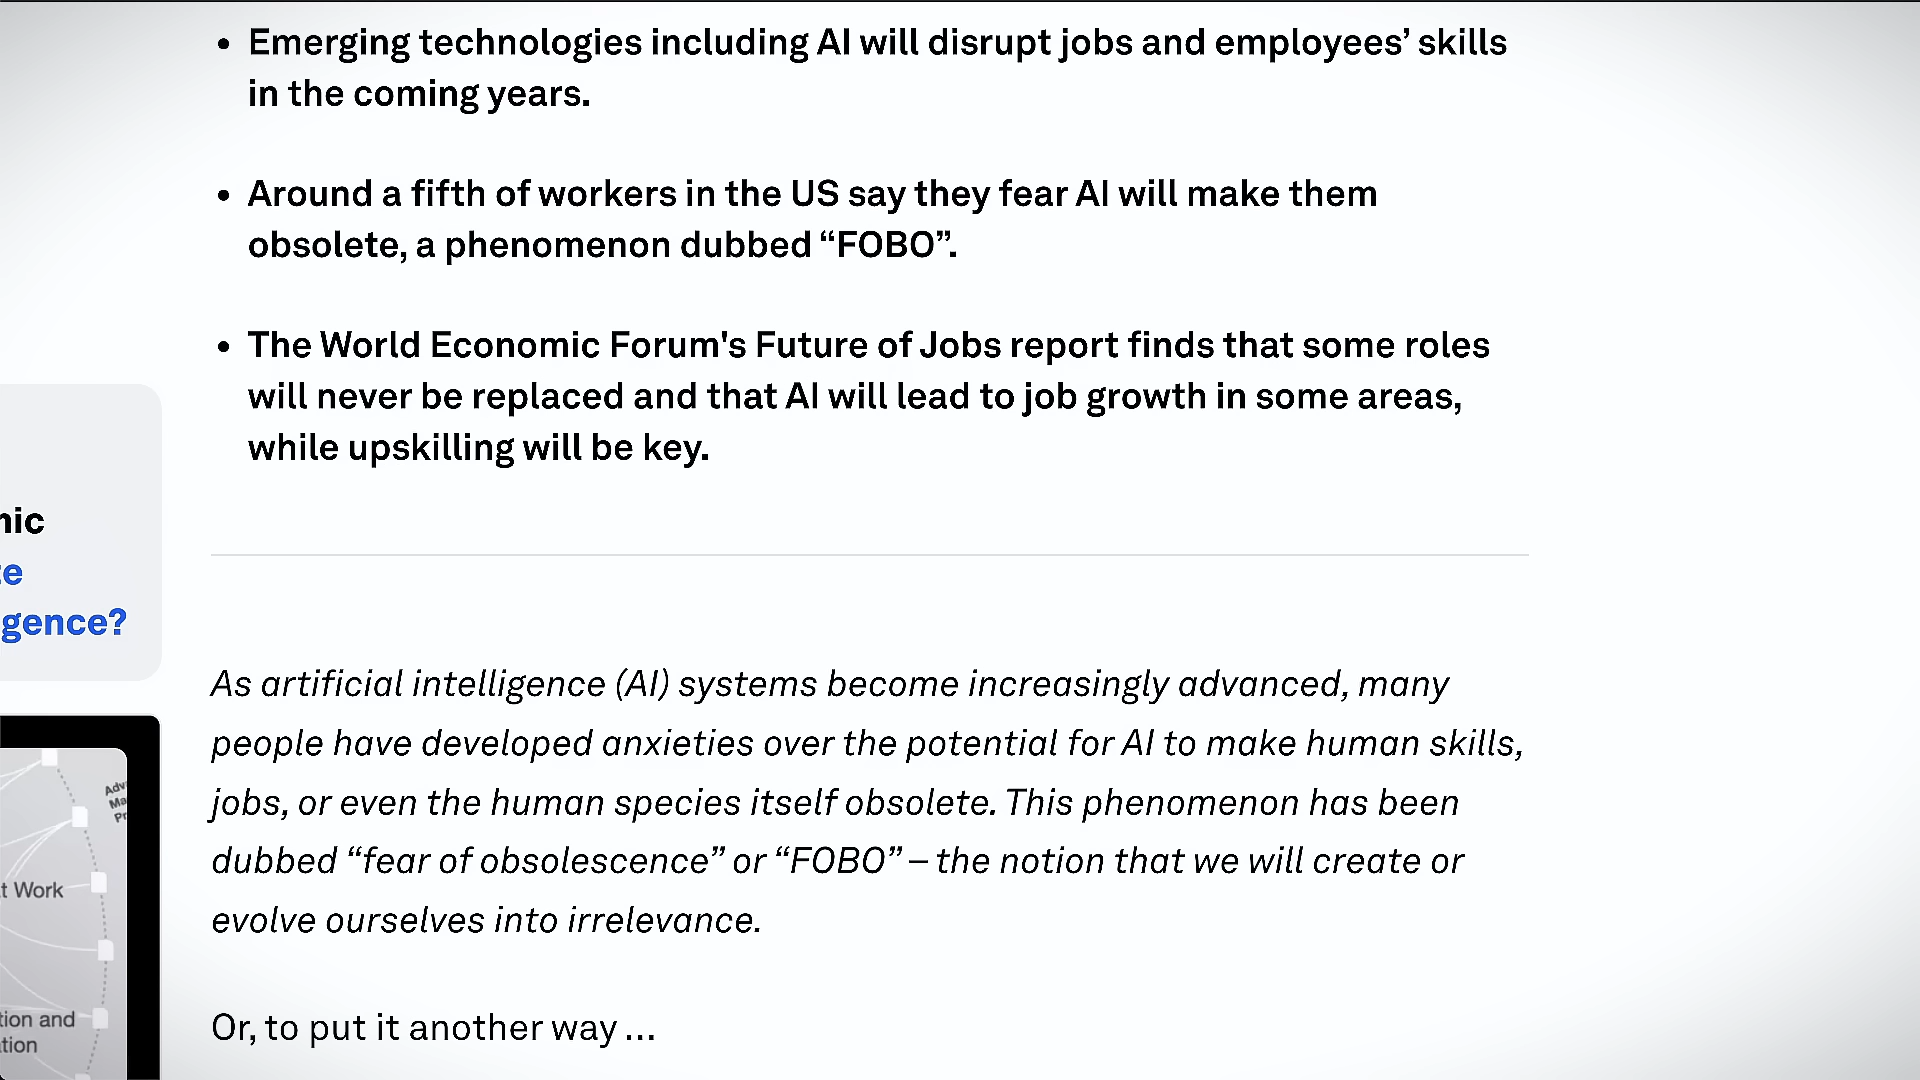 • Emerging technologies including AI will disrupt jobs and employees’ skills
in the coming years.
• Around a fifth of workers in the US say they fear AI will make them
obsolete, a phenomenon dubbed “FOBO”.
• The World Economic Forum's Future of Jobs report finds that some roles
will never be replaced and that AI will lead to job growth in some areas,
while upskilling will be key.
nic
te
gence?
As artificial intelligence (AI) systems become increasingly advanced, many
people have developed anxieties over the potential for AI to make human skills,
jobs, or even the human species itself obsolete. This phenomenon has been
dubbed “fear of obsolescence” or “FOBO” – the notion that we will create or
evolve ourselves into irrelevance.
Or, to put it another way ...
Adv
Ma
Pr
t Work
tion and
ation